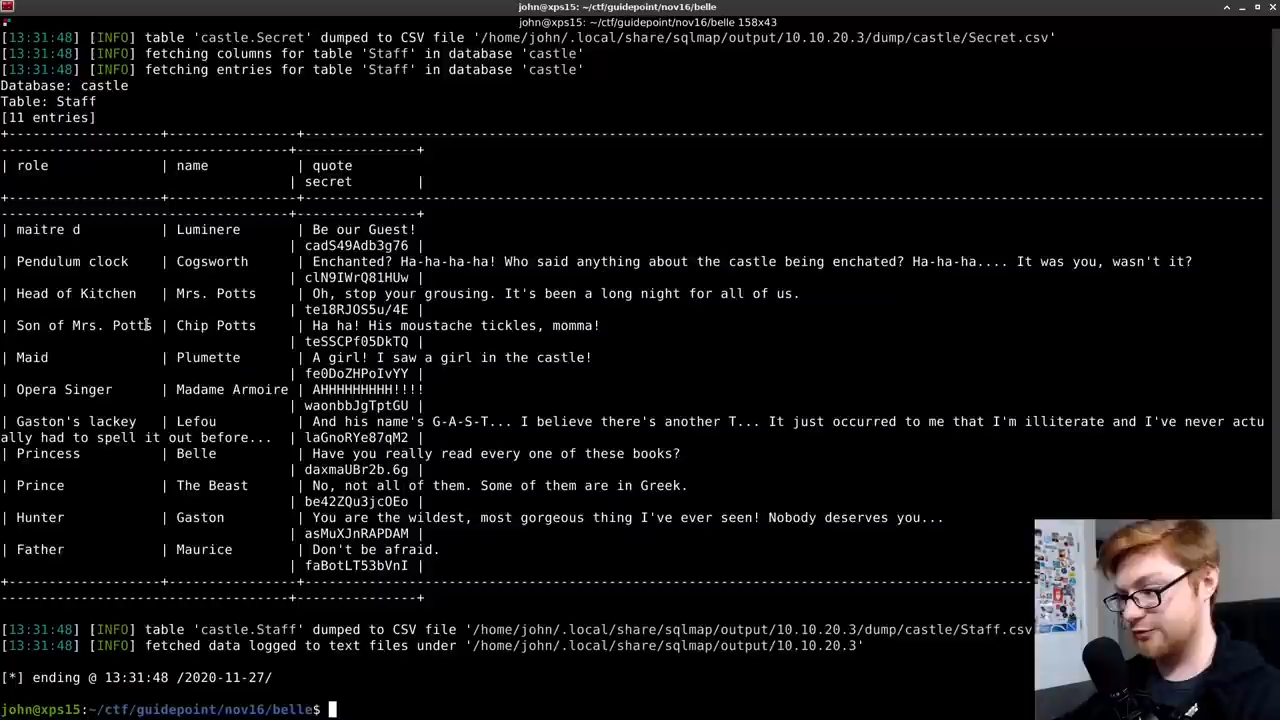 john@xps15: ~/ctf/guidepoint/nov16/belle
john@xps15: ~/ctf/guidepoint/nov16/belle 158x43
[13:31:48] [INFO] table 'castle.Secret' dumped to CSV file '/home/john/.local/share/sqlmap/output/10.10.20.3/dump/castle/Secret.csv'
[13:31:48] [INFO] fetching columns for table 'Staff' in database 'castle'
[13:31:48] [INFO] fetching entries for table 'Staff' in database 'castle'
Database: castle
Table: Staff
[11 entries]
| role | name | quote
| secret |
| maitre d | Luminere | Be our Guest!
| cadS49Adb3g76 |
| Pendulum clock | Cogsworth | Enchanted? Ha-ha-ha-ha! Who said anything about the castle being enchated? Ha-ha-ha.... It was you, wasn't it?
| clN9IWrQ81HUw |
| Head of Kitchen | Mrs. Potts | Oh, stop your grousing. It's been a long night for all of us.
| te18RJOS5u/4E |
| Son of Mrs. Potts | Chip Potts | Ha ha! His moustache tickles, momma!
| teSSCPf05DkTQ |
| Maid | Plumette | A girl! I saw a girl in the castle!
| fe0DoZHPoIvYY |
| Opera Singer | Madame Armoire | AHHHHHHHHH!!!!
| waonbbJgTptGU |
| Gaston's lackey | Lefou | And his name's G-A-S-T... I believe there's another T... It just occurred to me that I'm illiterate and I've never actu
ally had to spell it out before... | laGnoRYe87qM2 |
| Princess | Belle | Have you really read every one of these books?
| daxmaUBr2b.6g |
| Prince | The Beast | No, not all of them. Some of them are in Greek.
| be42ZQu3jcOEo |
| Hunter | Gaston | You are the wildest, most gorgeous thing I've ever seen! Nobody deserves you...
| asMuXJnRAPDAM |
| Father | Maurice | Don't be afraid.
| faBotLT53bVnI |
[13:31:48] [INFO] table 'castle.Staff' dumped to CSV file '/home/john/.local/share/sqlmap/output/10.10.20.3/dump/castle/Staff.csv
[13:31:48] [INFO] fetched data logged to text files under '/home/john/.local/share/sqlmap/output/10.10.20.3'
[*] ending @ 13:31:48 /2020-11-27/
john@xps15:~/ctf/guidepoint/nov16/belle$